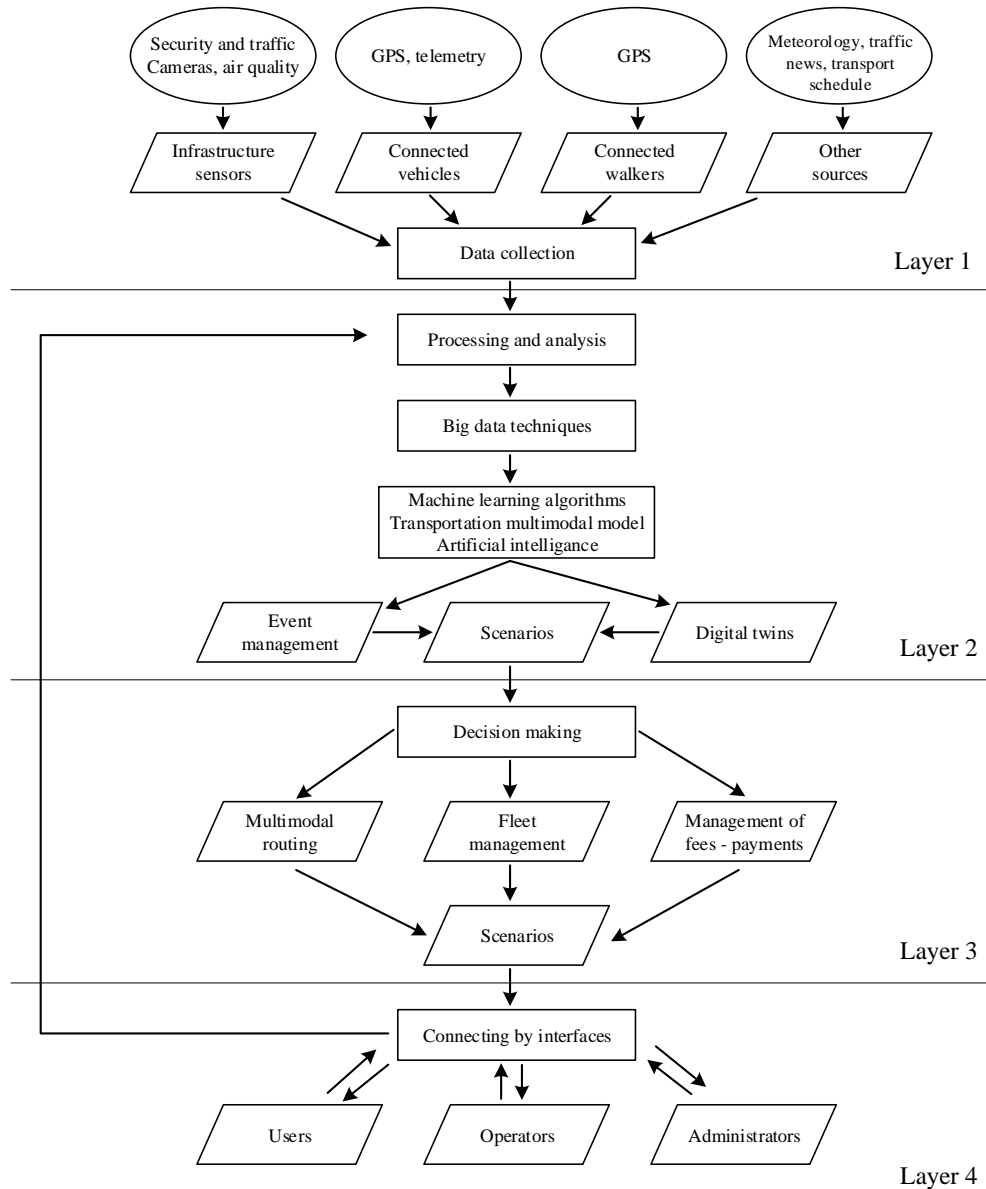 Security and traffic
Cameras, air quality
GPS, telemetry
GPS
Meteorology, traffic
news, transport
schedule
Infrastructure
sensors
Connected
vehicles
Connected
walkers
Other
sources
Data collection
Layer 1
Processing and analysis
Big data techniques
Machine learning algorithms
Transportation multimodal model
Artificial intelligance
Event
management
Scenarios
Digital twins
Layer 2
Decision making
Multimodal
routing
Fleet
management
Management of
fees - payments
Scenarios
Layer 3
Connecting by interfaces
Users
Operators
Administrators
Layer 4